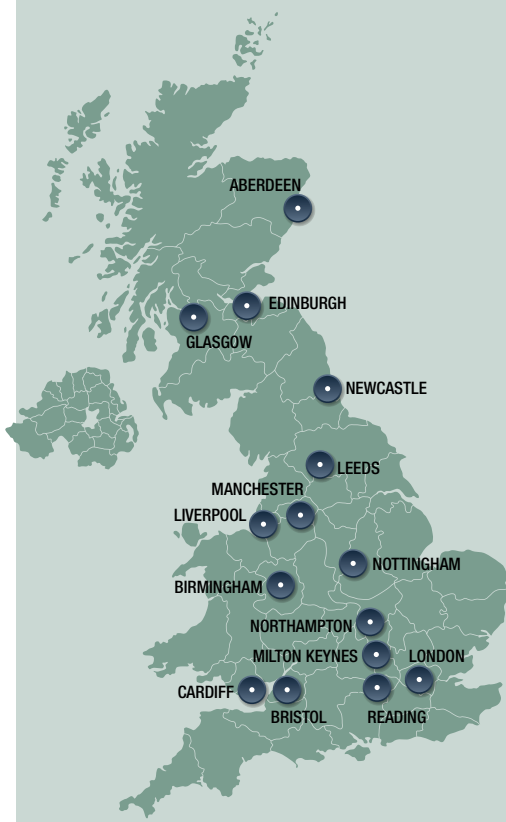 ABERDEEN
EDINBURGH
GLASGOW
NEWCASTLE
LEEDS
MANCHESTER
LIVERPOOL
NOTTINGHAM
BIRMINGHAM
NORTHAMPTON
MILTON KEYNES
LONDON
CARDIFF
BRISTOL
READING